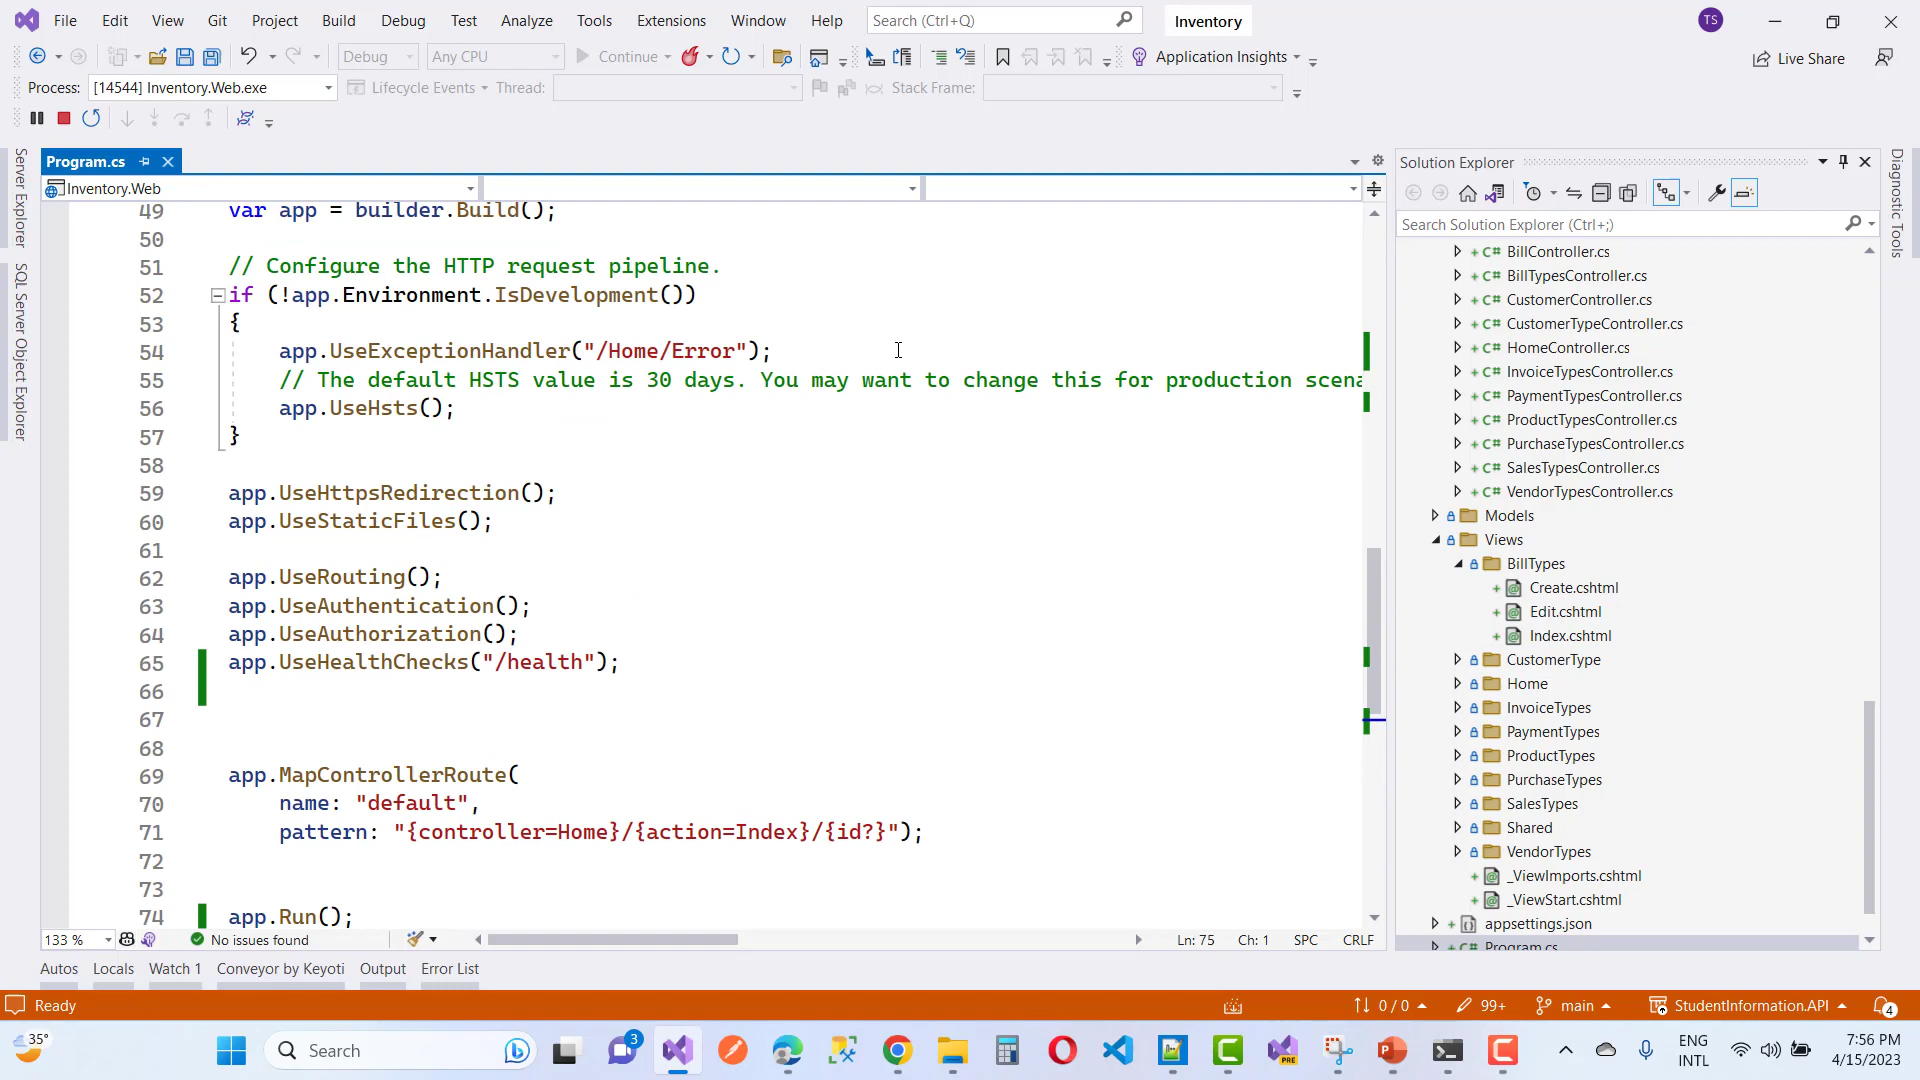 File Edit View Git Project Build Debug Test Analyze Tools Extensions Window Help Search (Ctrl+Q) Inventory TS
Debug Any CPU Continue Application Insights Live Share
Process: [14544] Inventory.Web.exe Lifecycle Events Thread: Stack Frame:
Server Explorer
SQL Server Object Explorer
Program.cs
Inventory.Web
49 var app = builder.Build();
50
51 // Configure the HTTP request pipeline.
52 if (!app.Environment.IsDevelopment())
53 {
54 app.UseExceptionHandler("/Home/Error");
55 // The default HSTS value is 30 days. You may want to change this for production scena
56 app.UseHsts();
57 }
58
59 app.UseHttpsRedirection();
60 app.UseStaticFiles();
61
62 app.UseRouting();
63 app.UseAuthentication();
64 app.UseAuthorization();
65 app.UseHealthChecks("/health");
66
67
68
69 app.MapControllerRoute(
70 name: "default",
71 pattern: "{controller=Home}/{action=Index}/{id?}");
72
73
74 app.Run();
133 % No issues found Ln: 75 Ch: 1 SPC CRLF
Solution Explorer
Search Solution Explorer (Ctrl+;)
C# BillController.cs
C# BillTypesController.cs
C# CustomerController.cs
C# CustomerTypeController.cs
C# HomeController.cs
C# InvoiceTypesController.cs
C# PaymentTypesController.cs
C# ProductTypesController.cs
C# PurchaseTypesController.cs
C# SalesTypesController.cs
C# VendorTypesController.cs
Models
Views
BillTypes
Create.cshtml
Edit.cshtml
Index.cshtml
CustomerType
Home
InvoiceTypes
PaymentTypes
ProductTypes
PurchaseTypes
SalesTypes
Shared
VendorTypes
_ViewImports.cshtml
_ViewStart.cshtml
appsettings.json
C# Program.cs
Diagnostic Tools
Autos Locals Watch 1 Conveyor by Keyoti Output Error List
Ready 0 / 0 99+ main StudentInformation.API 4
35° Search 3 PRE ENG INTL 7:56 PM 4/15/2023